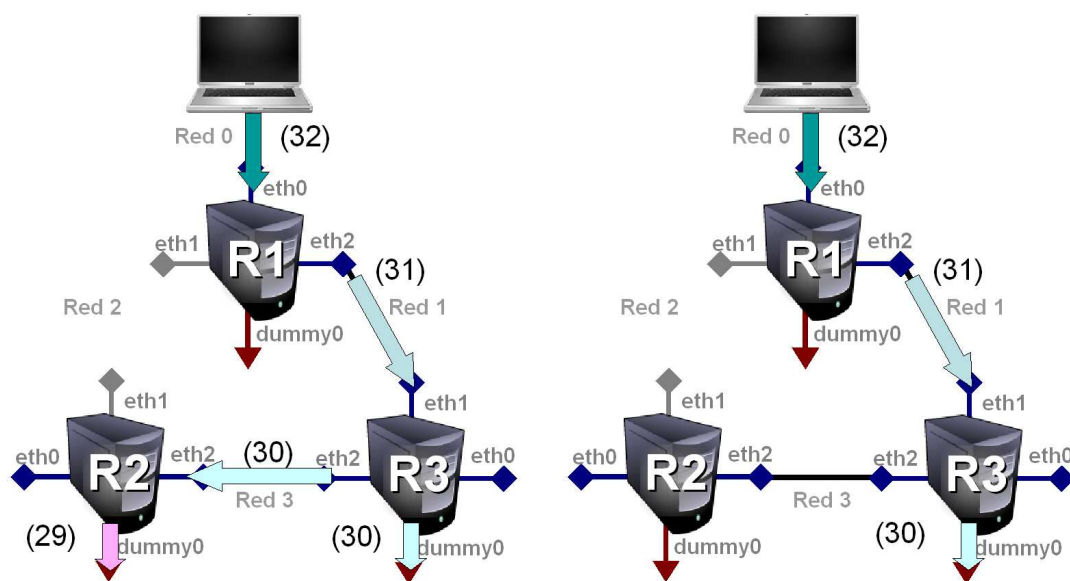 Red 0
(32)
eth0
eth1
R1
eth2
(31)
Red 2
Red 1
dummy0
eth1
eth1
eth0
R2
eth2
(30)
eth2
R3
eth0
Red 3
(29)
dummy0
(30)
dummy0
Red 0
(32)
eth0
eth1
R1
eth2
(31)
Red 2
Red 1
dummy0
eth1
eth1
eth0
R2
eth2
eth2
R3
eth0
Red 3
dummy0
(30)
dummy0